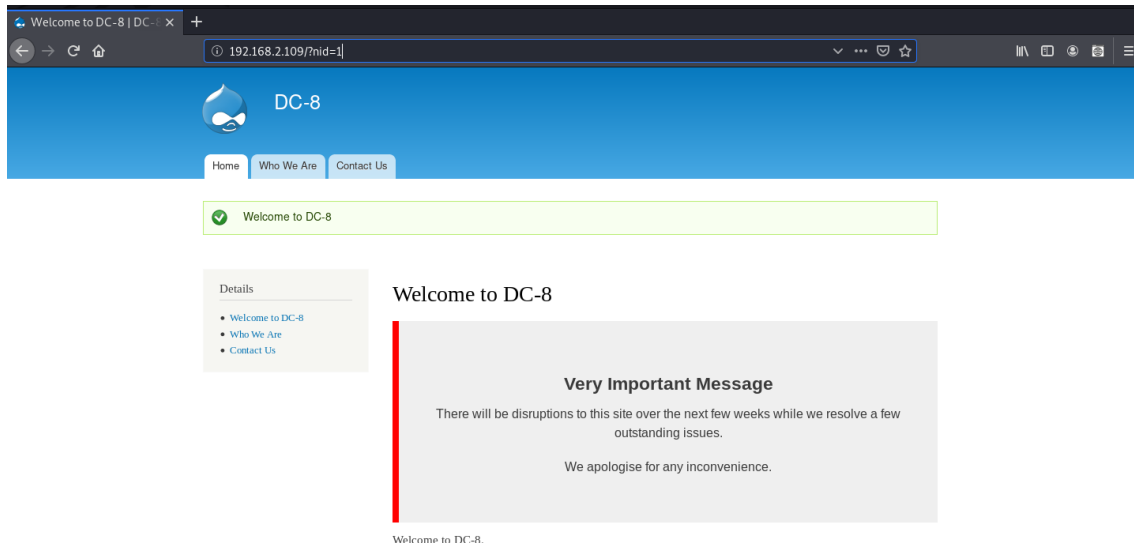 Welcome to DC-8 | DC-8
192.168.2.109/?nid=1
DC-8
Home Who We Are Contact Us
Welcome to DC-8
Details
Welcome to DC-8
Who We Are
Contact Us
Welcome to DC-8
Very Important Message
There will be disruptions to this site over the next few weeks while we resolve a few
outstanding issues.
We apologise for any inconvenience.
Welcome to DC-8.